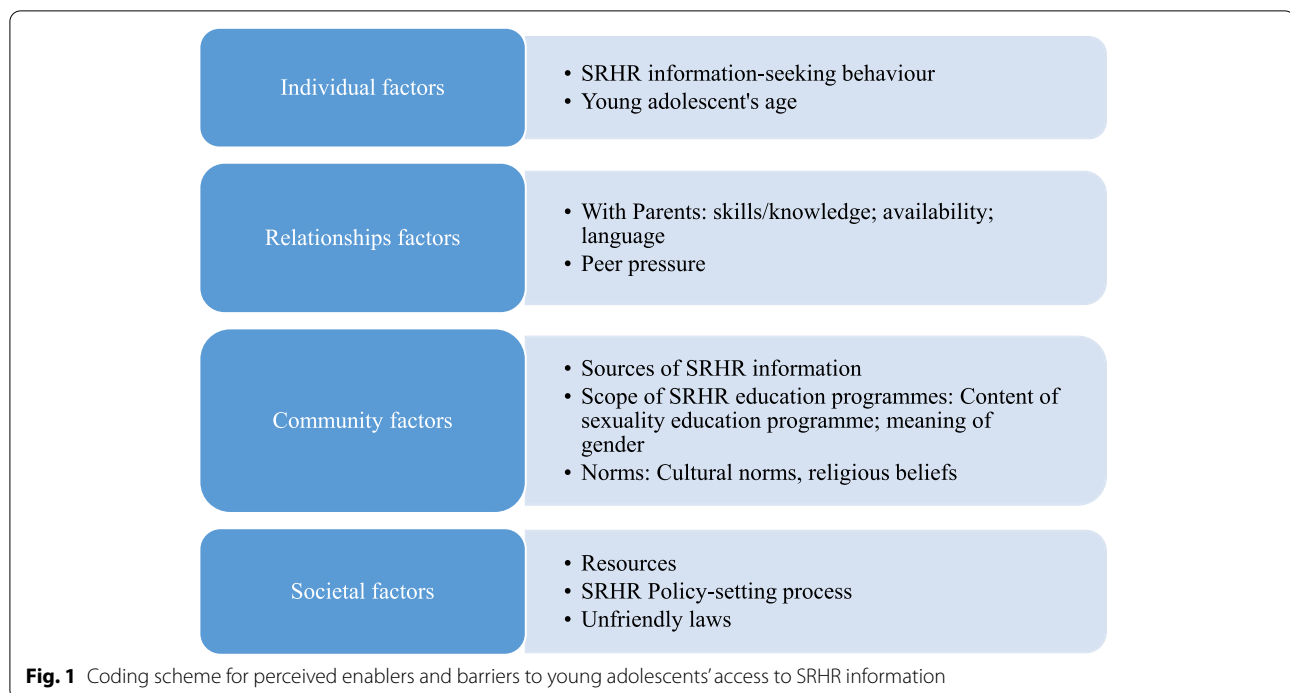 Individual factors
• SRHR information-seeking behaviour
• Young adolescent's age
Relationships factors
• With Parents: skills/knowledge; availability;
language
• Peer pressure
Community factors
• Sources of SRHR information
• Scope of SRHR education programmes: Content of
sexuality education programme; meaning of
gender
• Norms: Cultural norms, religious beliefs
Societal factors
• Resources
• SRHR Policy-setting process
• Unfriendly laws
Fig. 1 Coding scheme for perceived enablers and barriers to young adolescents’ access to SRHR information